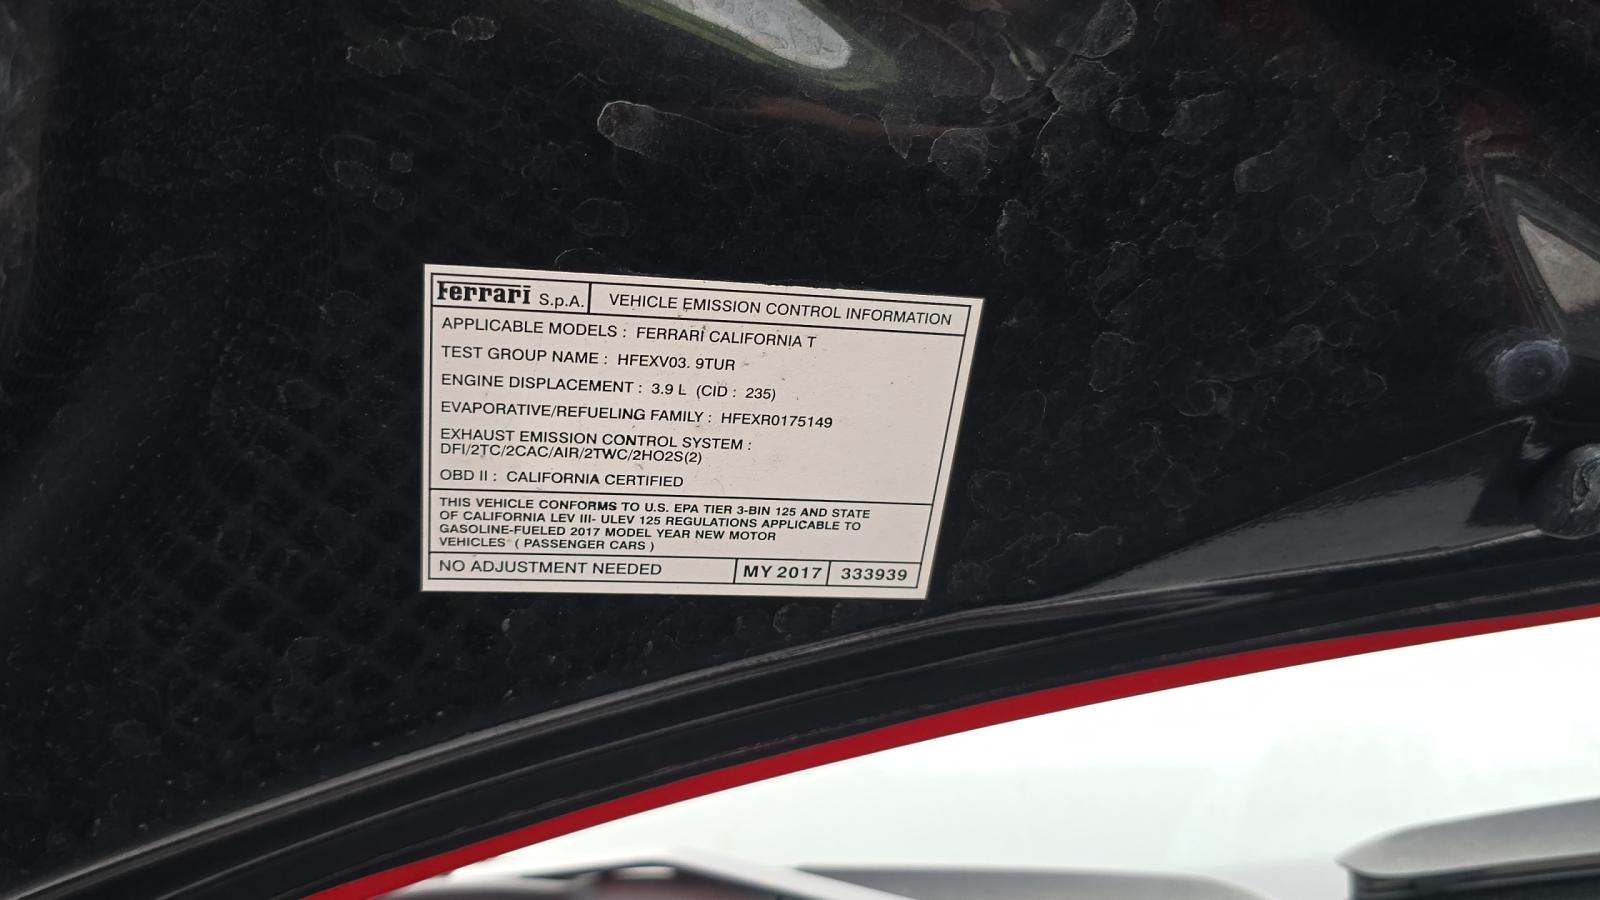 Ferrari S.p.A. VEHICLE EMISSION CONTROL INFORMATION
APPLICABLE MODELS : FERRARI CALIFORNIA T
TEST GROUP NAME : HFEXV03. 9TUR
ENGINE DISPLACEMENT : 3.9 L (CID : 235)
EVAPORATIVE/REFUELING FAMILY : HFEXR0175149
EXHAUST EMISSION CONTROL SYSTEM :
DFI/2TC/2CAC/AIR/2TWC/2HO2S(2)
OBD II : CALIFORNIA CERTIFIED
THIS VEHICLE CONFORMS TO U.S. EPA TIER 3-BIN 125 AND STATE
OF CALIFORNIA LEV III- ULEV 125 REGULATIONS APPLICABLE TO
GASOLINE-FUELED 2017 MODEL YEAR NEW MOTOR
VEHICLES ( PASSENGER CARS )
NO ADJUSTMENT NEEDED MY 2017 333939